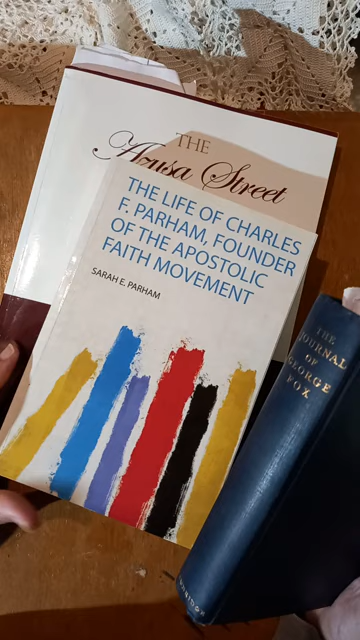 THE
Azusa Street
THE LIFE OF CHARLES
F. PARHAM, FOUNDER
OF THE APOSTOLIC
FAITH MOVEMENT
SARAH E. PARHAM
THE
JOURNAL
OF
GEORGE
FOX